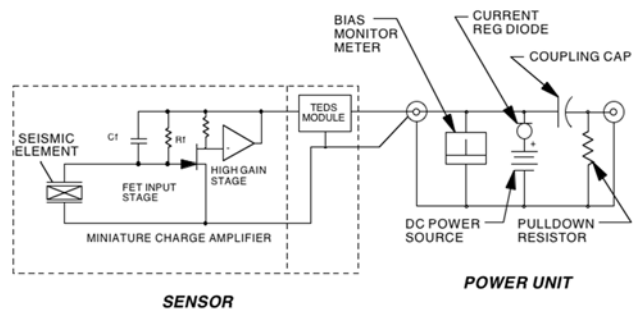 BIAS
MONITOR
METER
CURRENT
REG DIODE
COUPLING CAP
TEDS
MODULE
SEISMIC
ELEMENT
Cf
Rf
-
HIGH GAIN
STAGE
FET INPUT
STAGE
+
MINIATURE CHARGE AMPLIFIER
DC POWER
SOURCE
PULLDOWN
RESISTOR
SENSOR
POWER UNIT